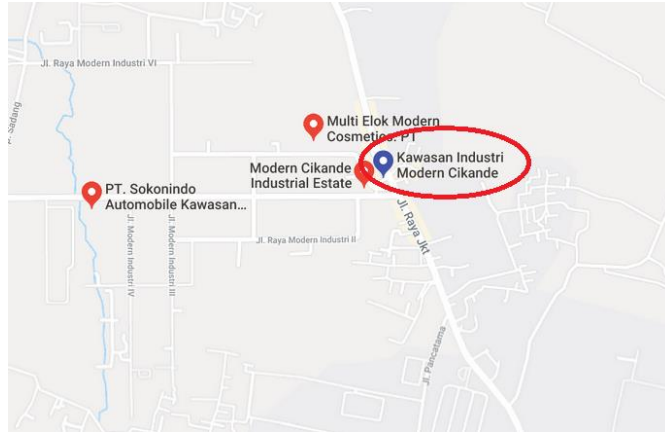 Jl. Raya Modern Industri VI
Multi Elok Modern
Cosmetics. PT
Kawasan Industri
Modern Cikande
Modern Cikande
Industrial Estate
PT. Sokonindo
Automobile Kawasan...
Jl. Raya Jkt
Jl. Raya Modern Industri II
Jl. Modern Industri IV
Jl. Modern Industri III
Jl. Pancatama
Sadang